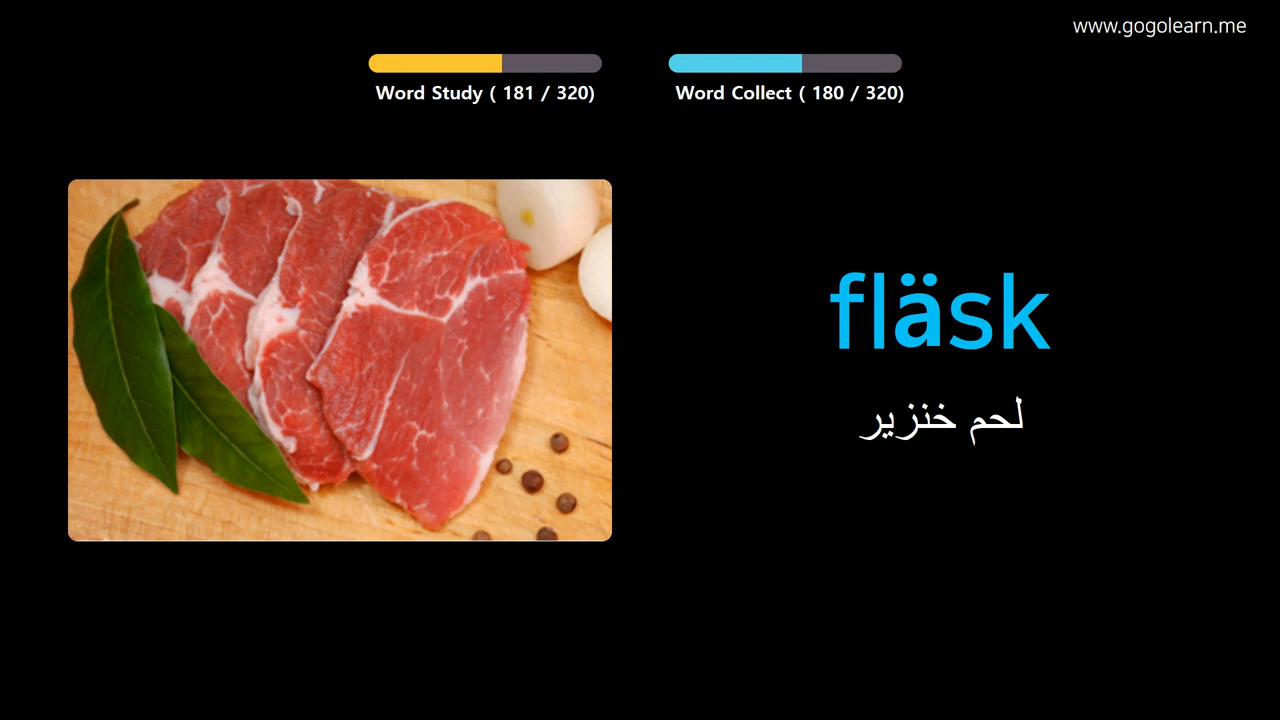 www.gogolearn.me
Word Study ( 181 / 320)
Word Collect ( 180 / 320)
fläsk
لحم خنزير